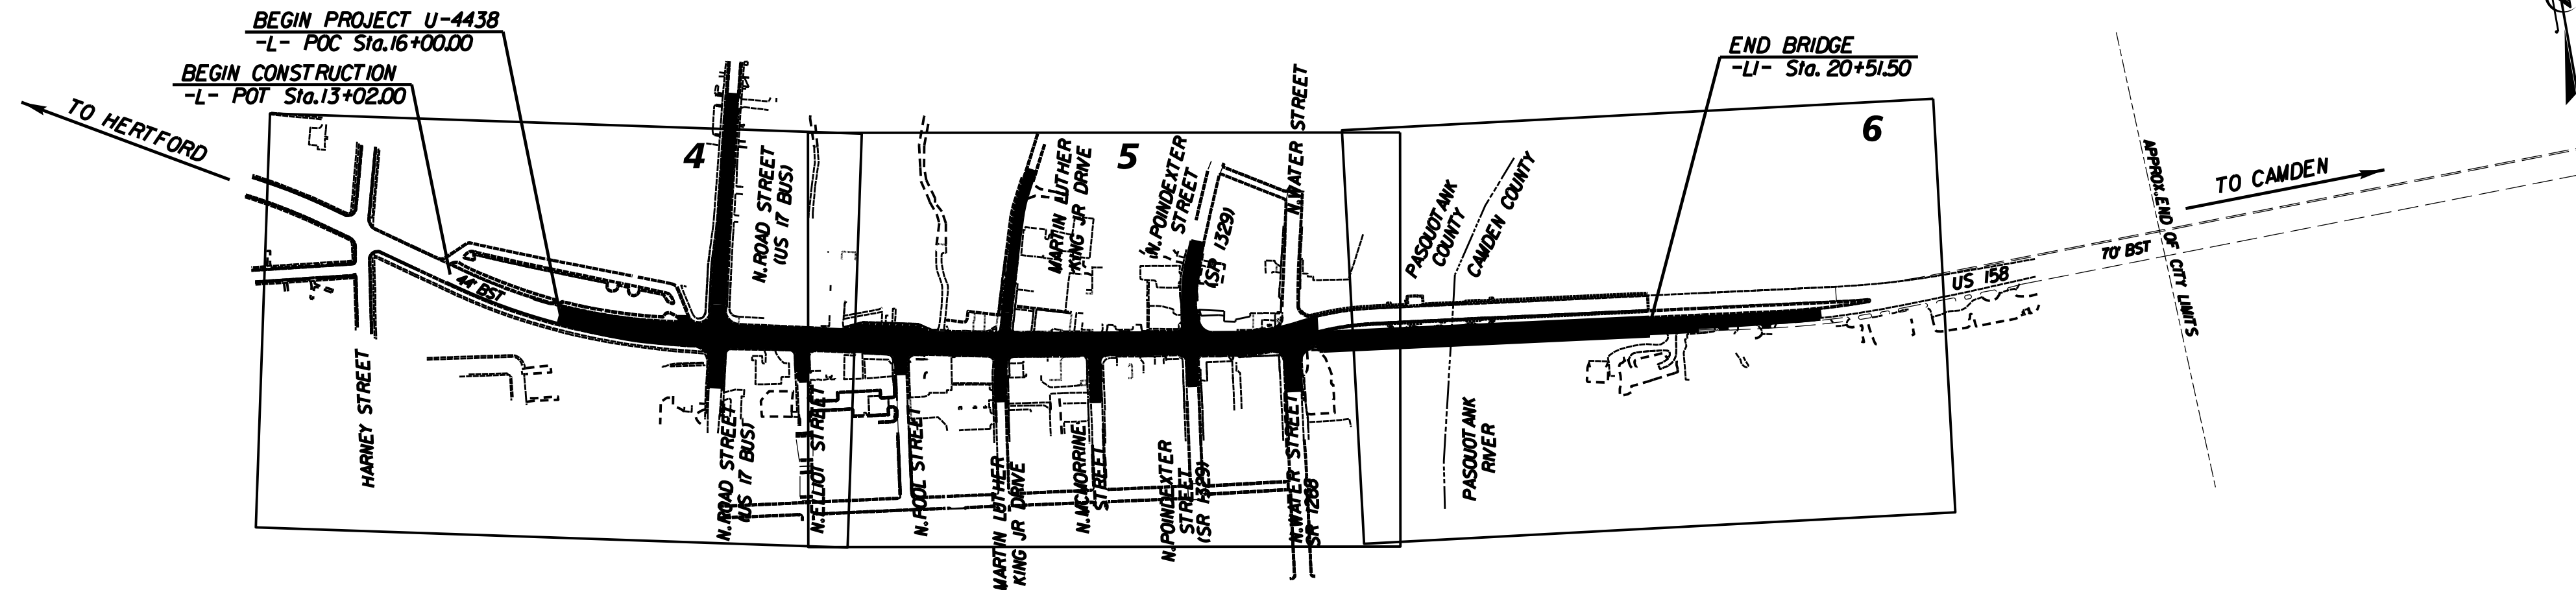 BEGIN PROJECT U-4438
-L- POC Sta.16+00.00
BEGIN CONSTRUCTION
-L- POT Sta.13+02.00
TO HERTFORD
END BRIDGE
-L1- Sta. 20+51.50
4
5
6
N.ROAD STREET
(US 17 BUS)
MARTIN LUTHER
KING JR DRIVE
N.POINDEXTER
STREET
(SR 1329)
N.WATER STREET
PASQUOTANK
COUNTY
CAMDEN COUNTY
APPROX.END OF CITY LIMITS
TO CAMDEN
70' BST
US 158
44' BST
HARNEY STREET
N.ROAD STREET
(US 17 BUS)
N.ELLIOT STREET
N.POOL STREET
MARTIN LUTHER
KING JR DRIVE
N.MCMORRINE
STREET
N.POINDEXTER
STREET
(SR 1329)
N.WATER STREET
SR 1268
PASQUOTANK
RIVER